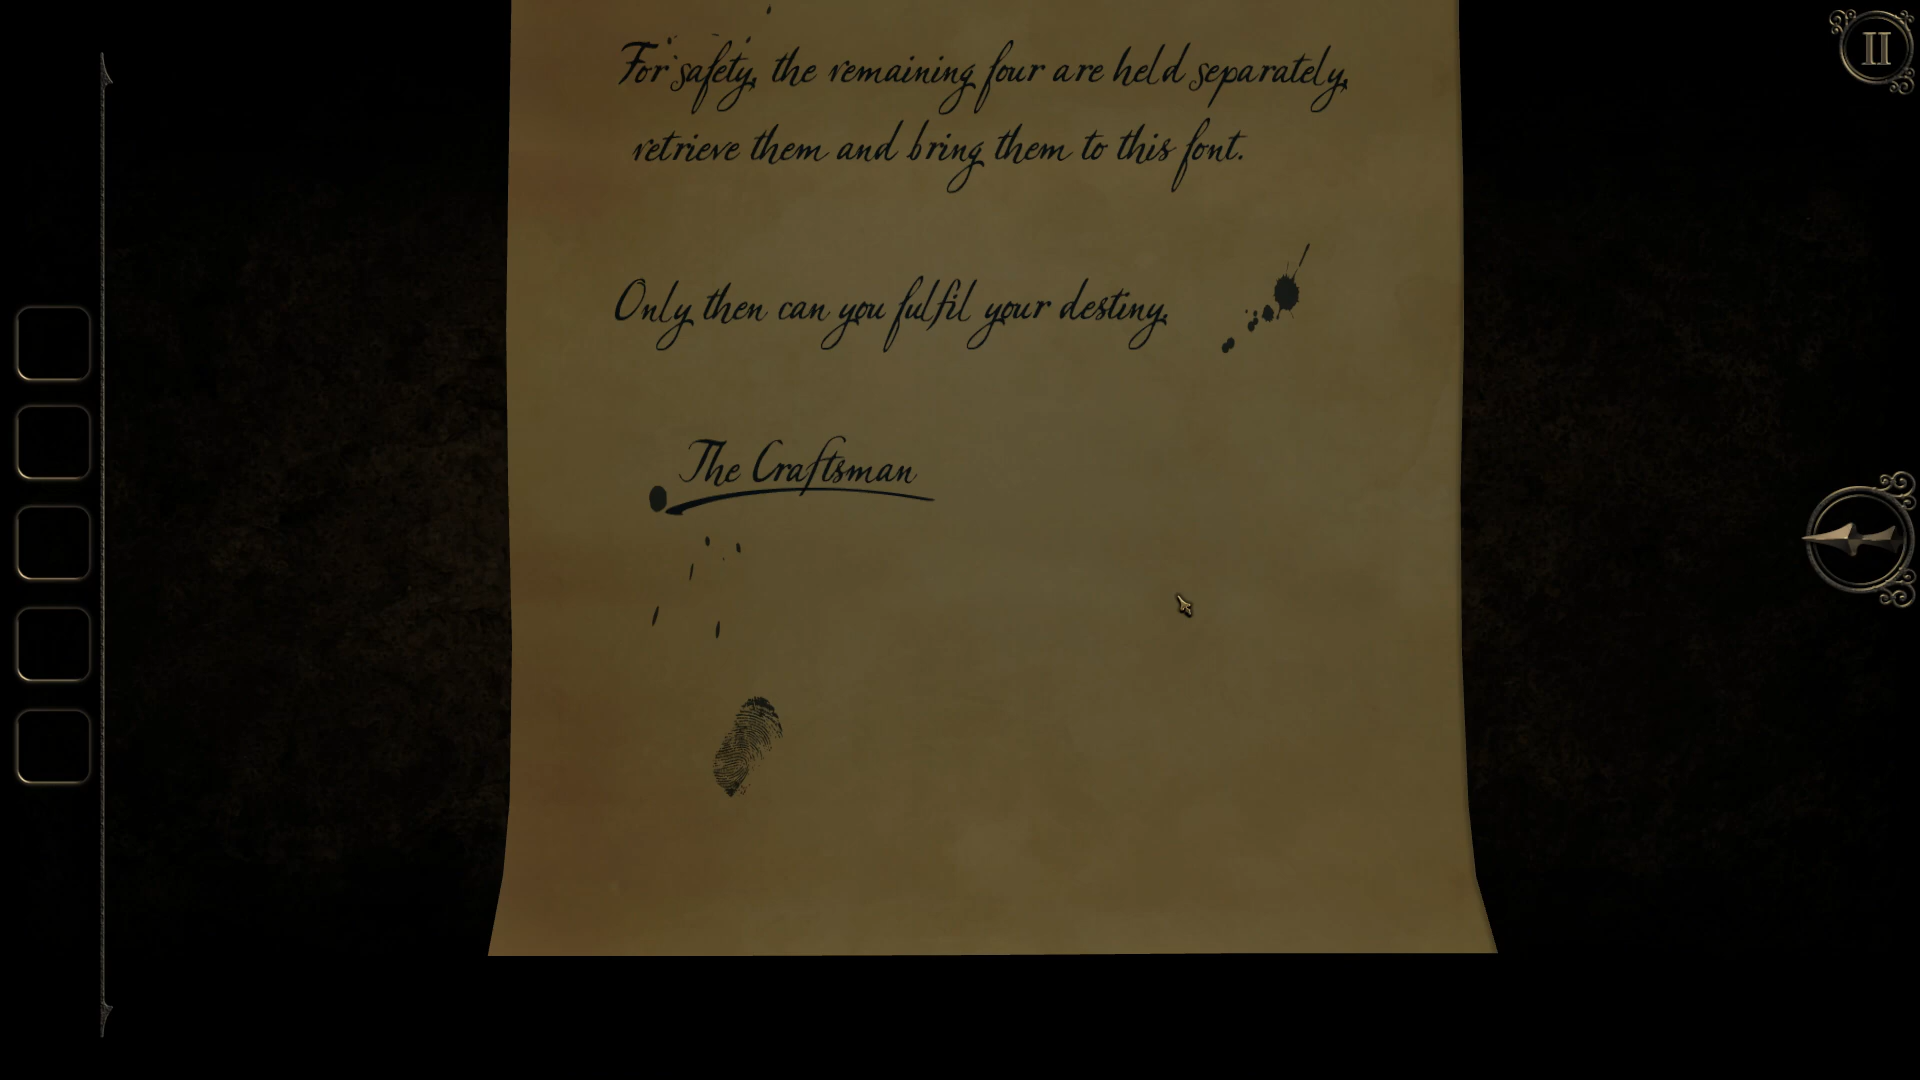 For safety, the remaining four are held separately,
retrieve them and bring them to this font.
Only then can you fulfil your destiny.
The Craftsman
II